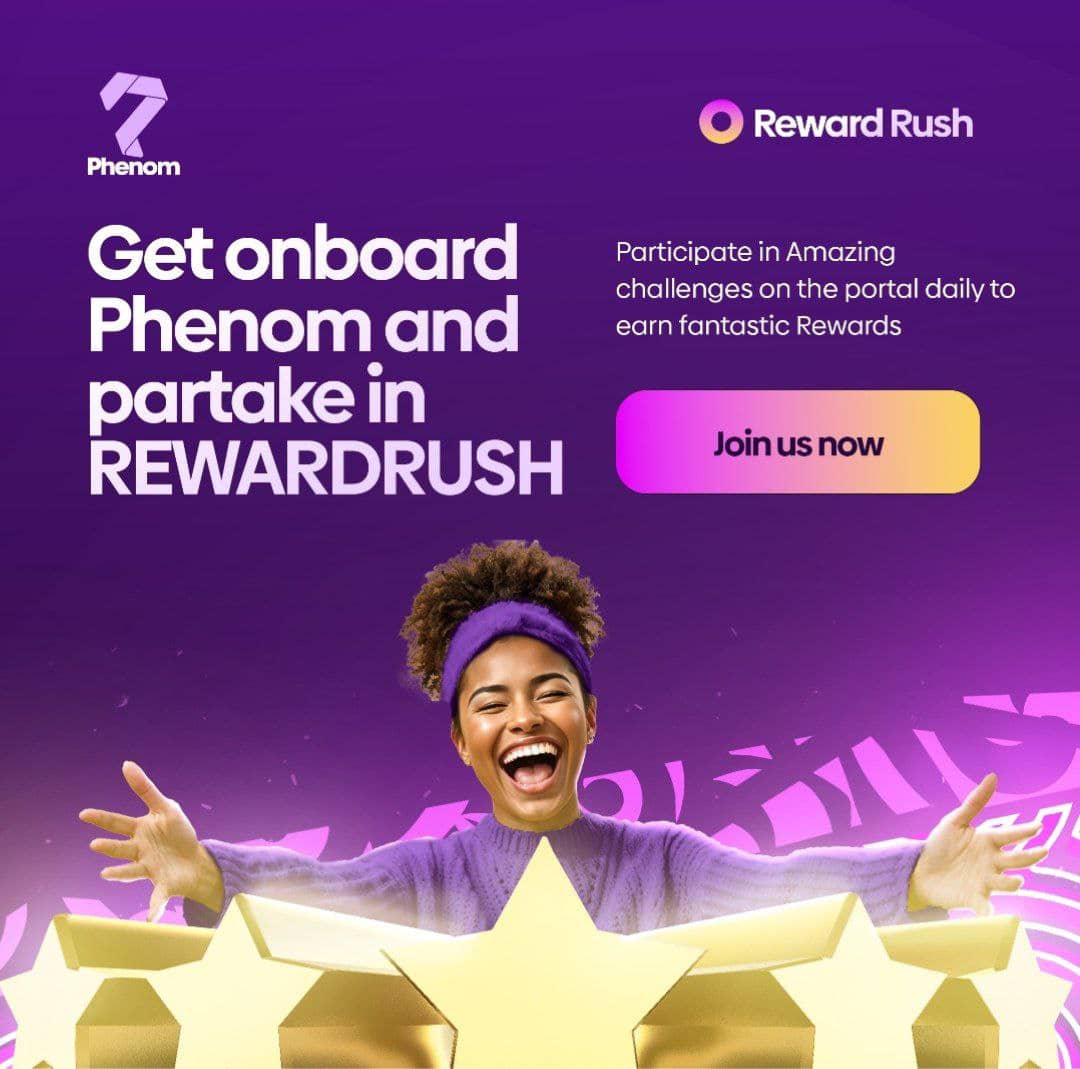 Phenom
Reward Rush
Get onboard
Phenom and
partake in
REWARDRUSH
Participate in Amazing
challenges on the portal daily to
earn fantastic Rewards
Join us now